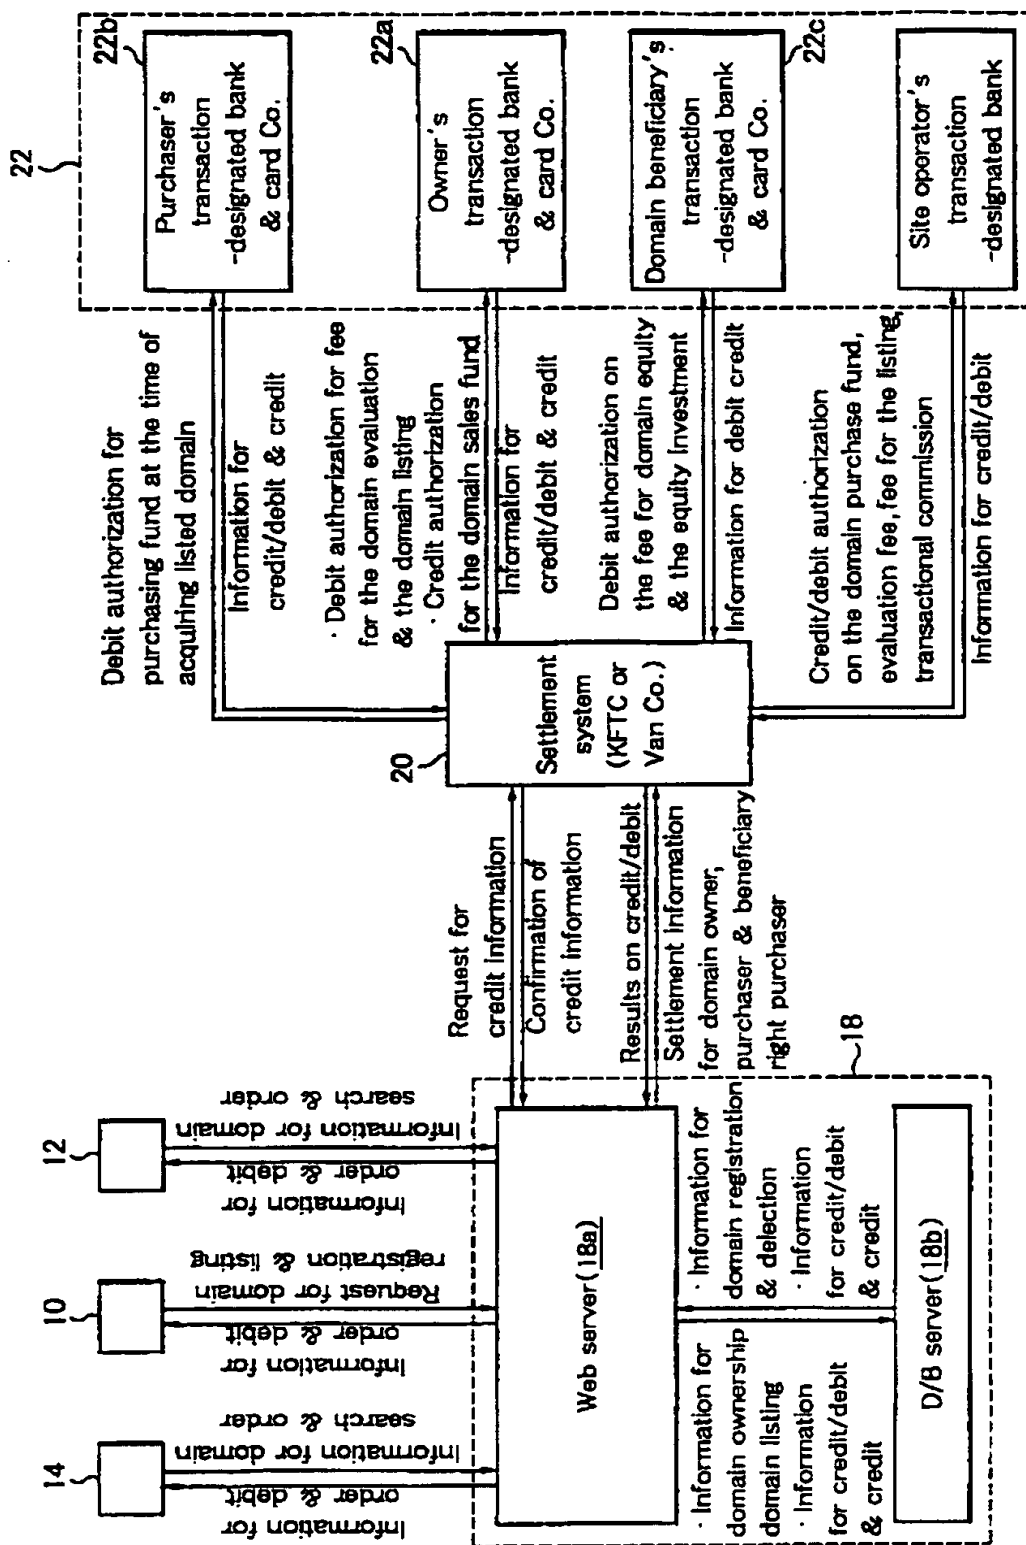 22
22b
Purchaser's
transaction
-designated bank
& card Co.
22a
Owner's
transaction
-designated bank
& card Co.
Domain beneficiary's
transaction
-designated bank
& card Co.
22c
Site operator's
transaction
-designated bank
Debit authorization for
purchasing fund at the time of
acquiring listed domain
Information for
credit/debit & credit
· Debit authorization for fee
for the domain evaluation
& the domain listing
· Credit authorization
for the domain sales fund
Information for
credit/debit & credit
Debit authorization on
the fee for domain equity
& the equity investment
Information for debit credit
Credit/debit authorization
on the domain purchase fund,
evaluation fee, fee for the listing,
transactional commission
Information for credit/debit
20
Settlement
system
(KFTC or
Van Co.)
Request for
credit information
Confirmation of
credit information
Results on credit/debit
Settlement information
for domain owner,
purchaser & beneficiary
right purchaser
14
Information for
order & debit
Information for domain
search & order
10
Information for
order & debit
Request for domain
registration & listing
12
Information for
order & debit
Information for domain
search & order
18
Web server(18a)
· Information for
domain ownership
domain listing
· Information
for credit/debit
& credit
· Information for
domain registration
& delection
· Information
for credit/debit
& credit
D/B server(18b)